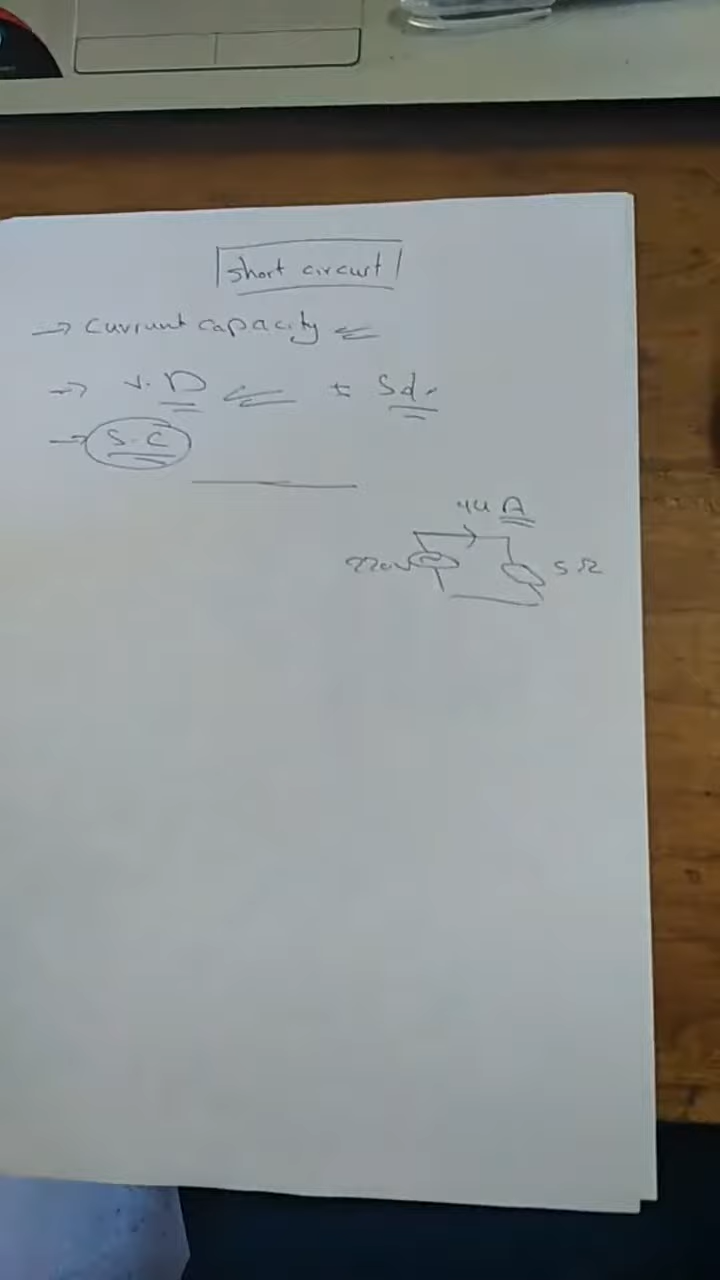 short circuit
→ Current capacity
→ V.D ± 5%
→ S.C
44 A
220V 5Ω